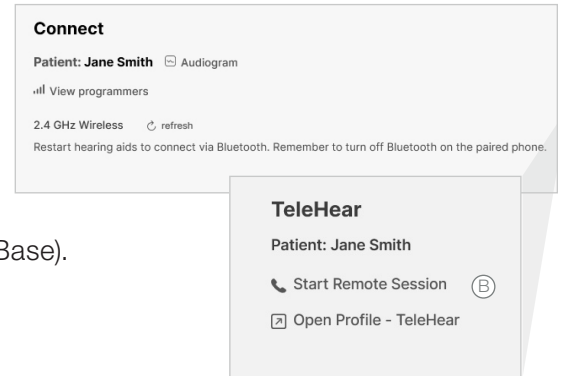 Connect
Patient: Jane Smith Audiogram
View programmers
2.4 GHz Wireless refresh
Restart hearing aids to connect via Bluetooth. Remember to turn off Bluetooth on the paired phone.
Base).
TeleHear
Patient: Jane Smith
Start Remote Session B
Open Profile - TeleHear